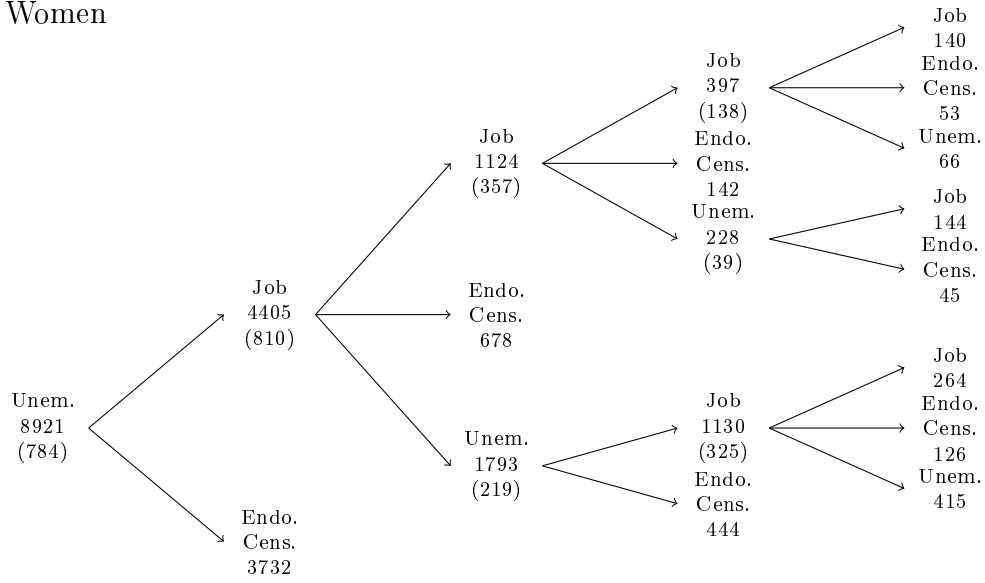 Women
Unem.
8921
(784)
Job
4405
(810)
Endo.
Cens.
3732
Job
1124
(357)
Endo.
Cens.
678
Unem.
1793
(219)
Job
397
(138)
Endo.
Cens.
142
Unem.
228
(39)
Job
1130
(325)
Endo.
Cens.
444
Job
140
Endo.
Cens.
53
Unem.
66
Job
144
Endo.
Cens.
45
Job
264
Endo.
Cens.
126
Unem.
415